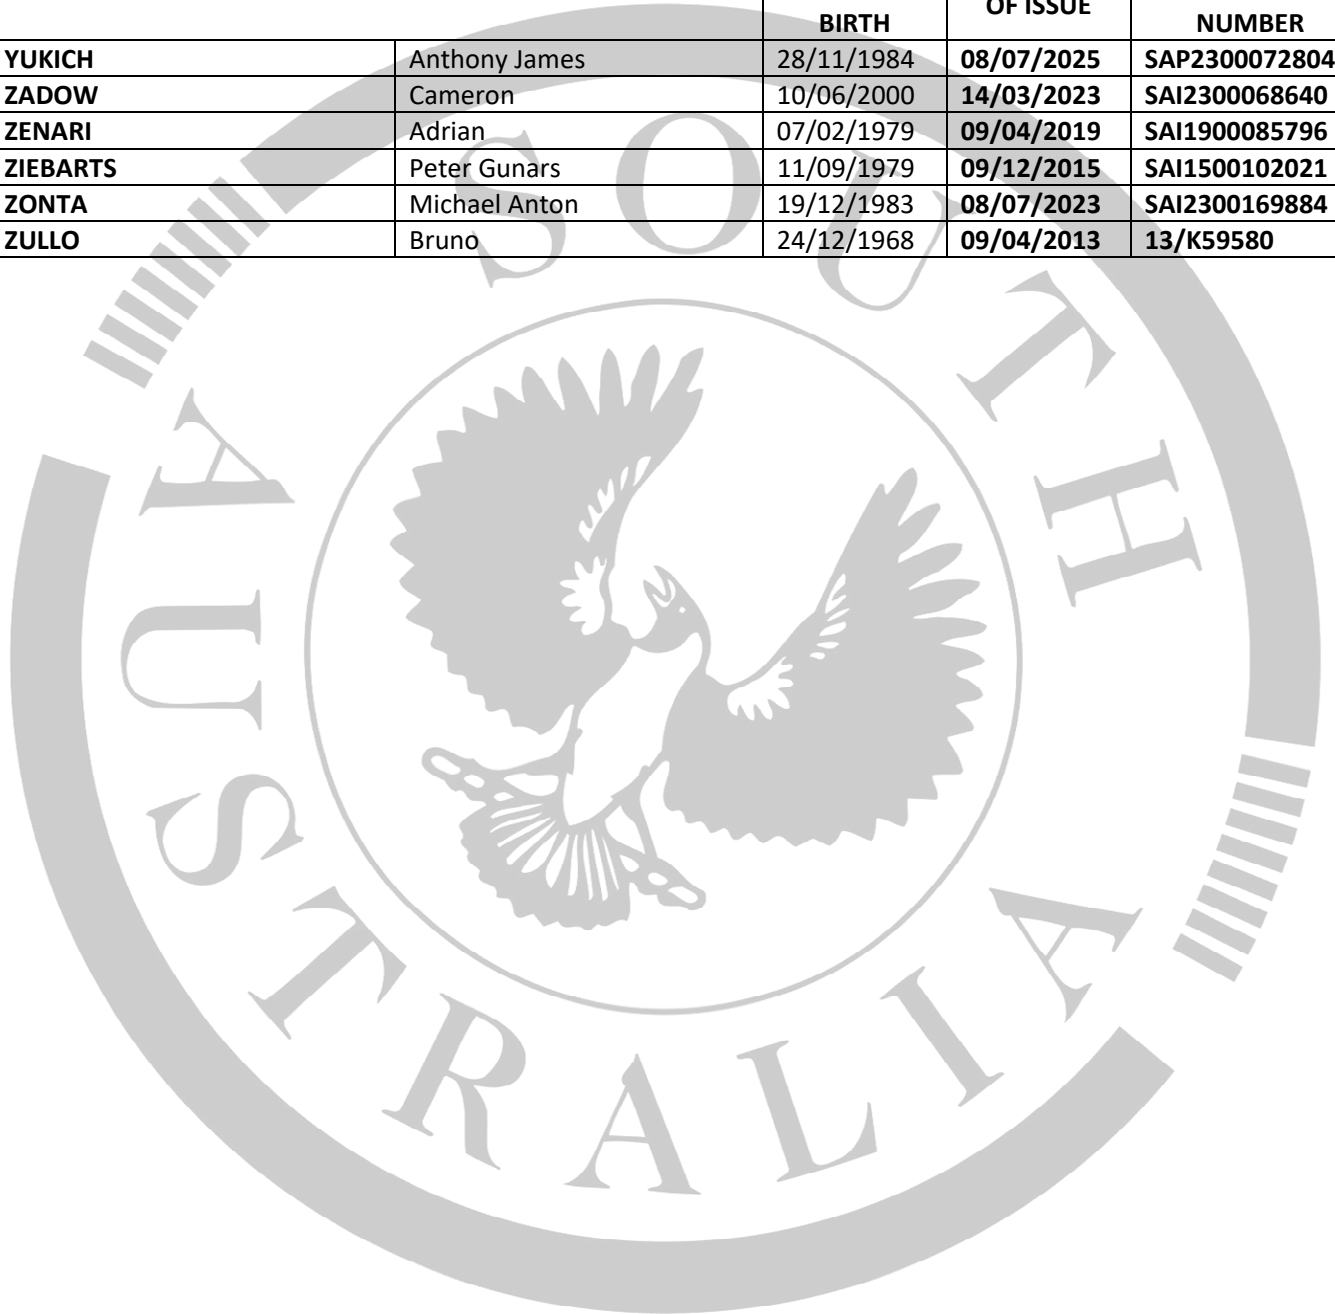 OF ISSUE
BIRTH NUMBER
YUKICH Anthony James 28/11/1984 08/07/2025 SAP2300072804
ZADOW Cameron 10/06/2000 14/03/2023 SAI2300068640
ZENARI Adrian 07/02/1979 09/04/2019 SAI1900085796
ZIEBARTS Peter Gunars 11/09/1979 09/12/2015 SAI1500102021
ZONTA Michael Anton 19/12/1983 08/07/2023 SAI2300169884
ZULLO Bruno 24/12/1968 09/04/2013 13/K59580
SOUTH
AUSTRALIA